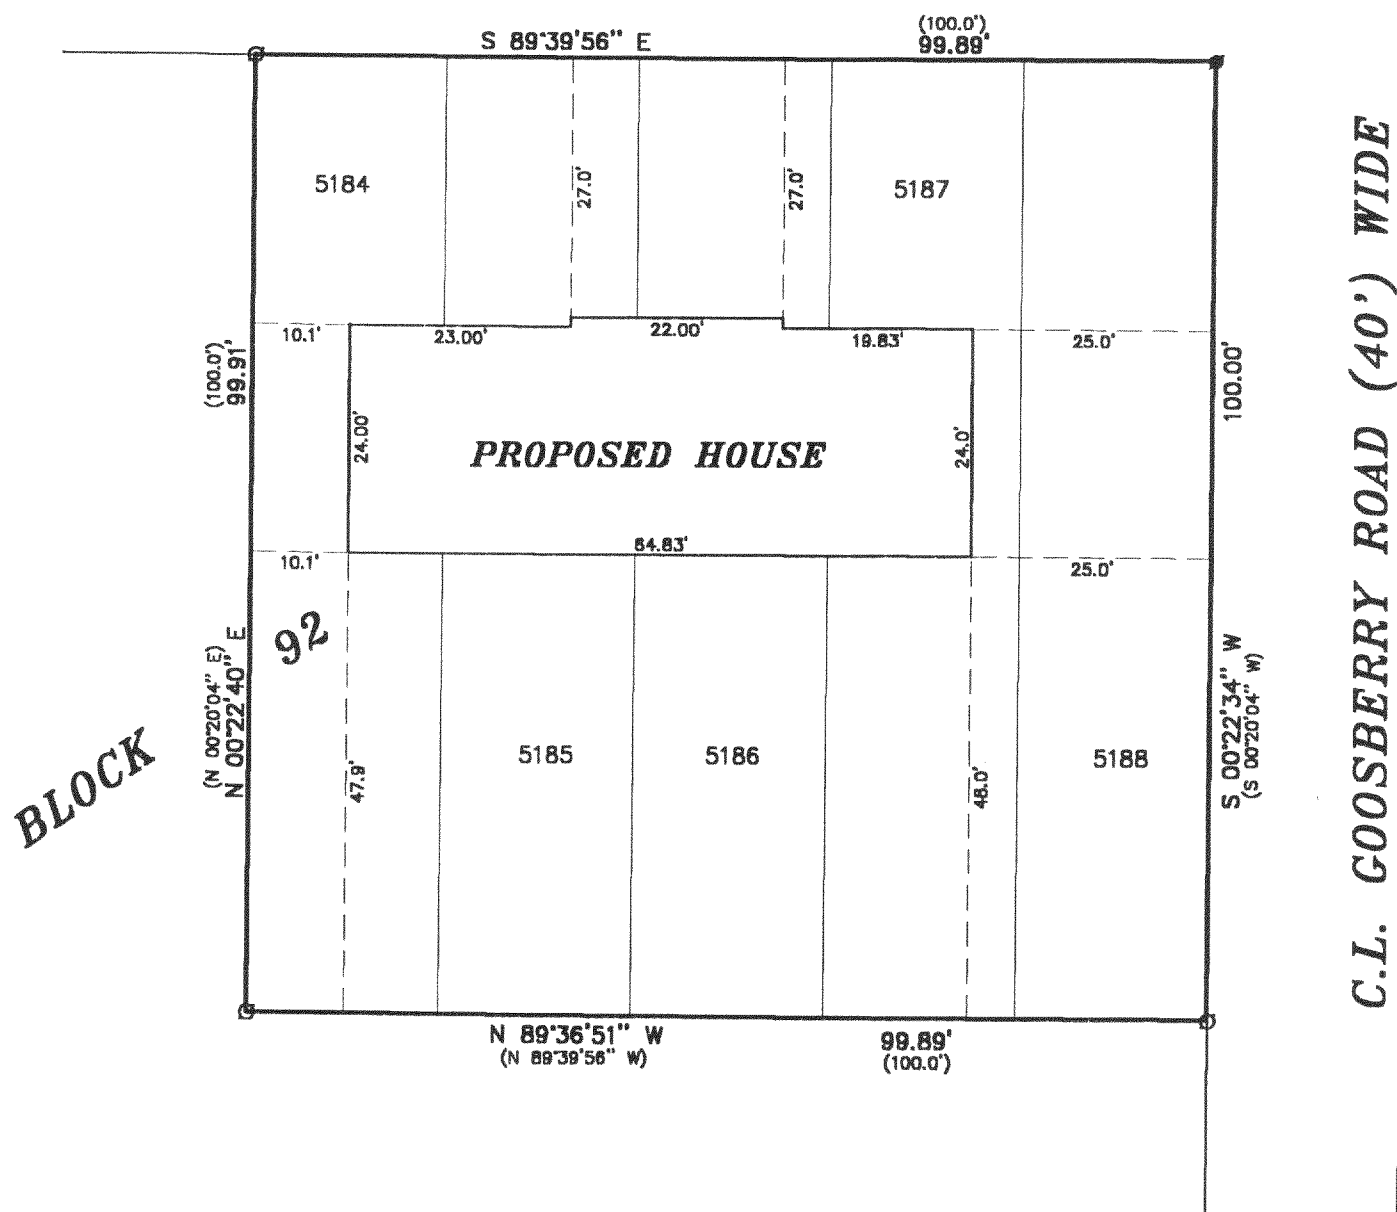 (100.0')
S 89°39'56" E 99.89'
5184
27.0'
27.0'
5187
10.1'
23.00'
22.00'
19.83'
25.0'
(100.0')
99.91'
100.00'
24.00'
PROPOSED HOUSE
24.0'
64.83'
10.1'
25.0'
92
BLOCK
(N 00°20'04" E)
N 00°22'40" E
5185
5186
5188
47.9'
48.0'
S 00°22'34" W
(S 00°20'04" W)
C.L. GOOSBERRY ROAD (40') WIDE
N 89°36'51" W 99.89'
(N 89°39'56" W) (100.0')